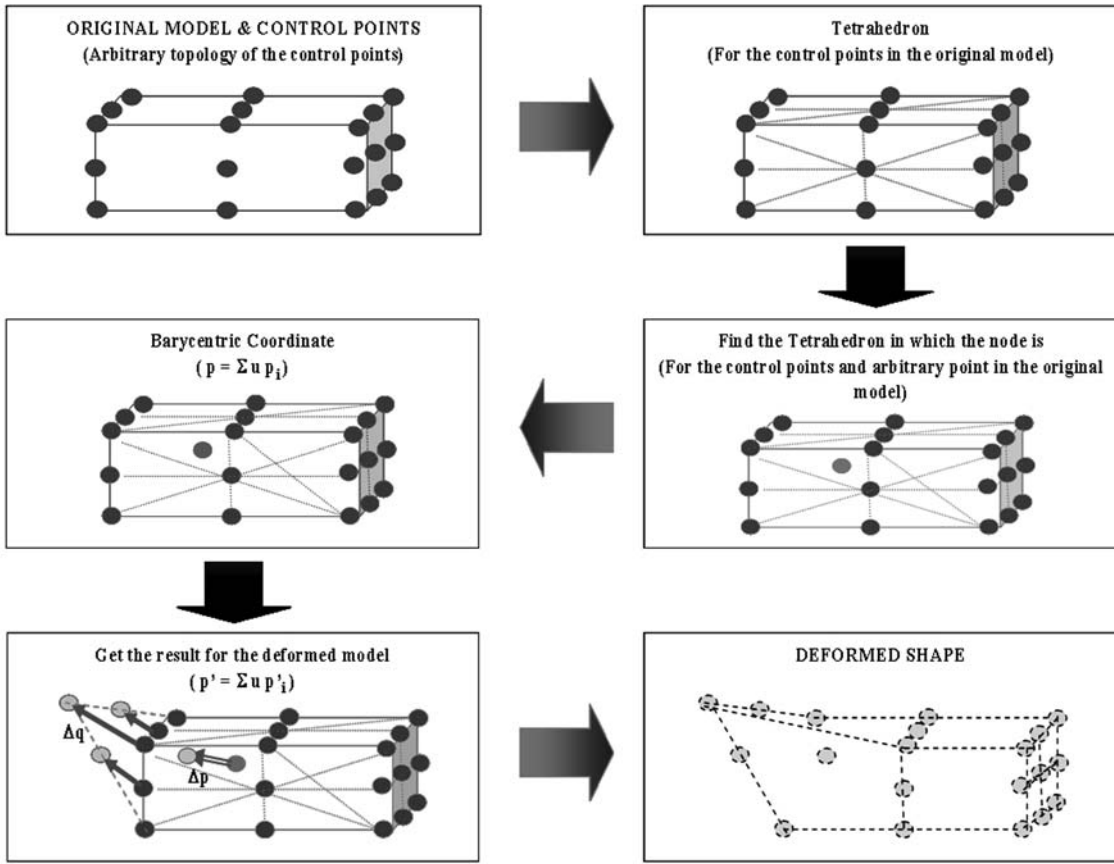 ORIGINAL MODEL & CONTROL POINTS
(Arbitrary topology of the control points)
Tetrahedron
(For the control points in the original model)
Find the Tetrahedron in which the node is
(For the control points and arbitrary point in the original
model)
Barycentric Coordinate
( p = Σ u pᵢ)
Get the result for the deformed model
( p' = Σ u p'ᵢ)
Δq
Δp
DEFORMED SHAPE